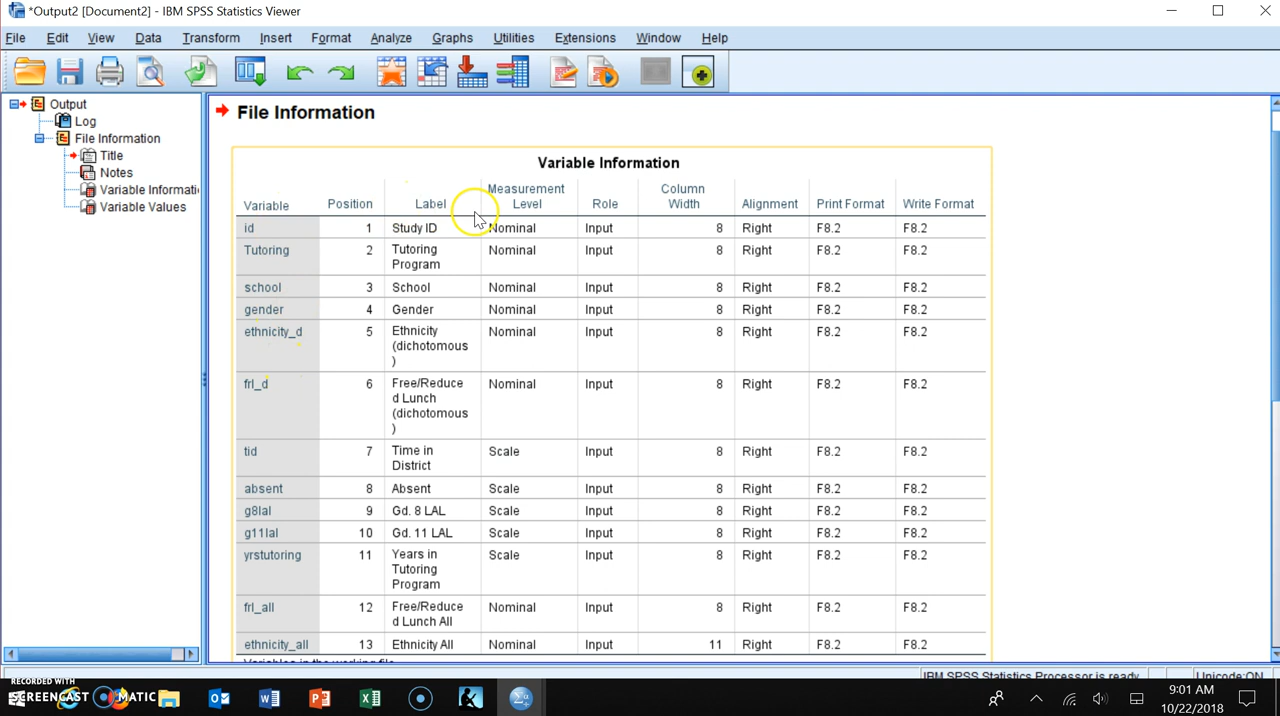 *Output2 [Document2] - IBM SPSS Statistics Viewer
File Edit View Data Transform Insert Format Analyze Graphs Utilities Extensions Window Help
Output
Log
File Information
Title
Notes
Variable Informati
Variable Values
File Information
Variable Information
Variable Position Label Measurement Level Role Column Width Alignment Print Format Write Format
id 1 Study ID Nominal Input 8 Right F8.2 F8.2
Tutoring 2 Tutoring Program Nominal Input 8 Right F8.2 F8.2
school 3 School Nominal Input 8 Right F8.2 F8.2
gender 4 Gender Nominal Input 8 Right F8.2 F8.2
ethnicity_d 5 Ethnicity (dichotomous) Nominal Input 8 Right F8.2 F8.2
frl_d 6 Free/Reduced Lunch (dichotomous) Nominal Input 8 Right F8.2 F8.2
tid 7 Time in District Scale Input 8 Right F8.2 F8.2
absent 8 Absent Scale Input 8 Right F8.2 F8.2
g8lal 9 Gd. 8 LAL Scale Input 8 Right F8.2 F8.2
g11lal 10 Gd. 11 LAL Scale Input 8 Right F8.2 F8.2
yrstutoring 11 Years in Tutoring Program Scale Input 8 Right F8.2 F8.2
frl_all 12 Free/Reduced Lunch All Nominal Input 8 Right F8.2 F8.2
ethnicity_all 13 Ethnicity All Nominal Input 11 Right F8.2 F8.2
Variables in the working file
IBM SPSS Statistics Processor is ready Unicode:ON
RECORDED WITH
SCREENCAST MATIC
9:01 AM
10/22/2018